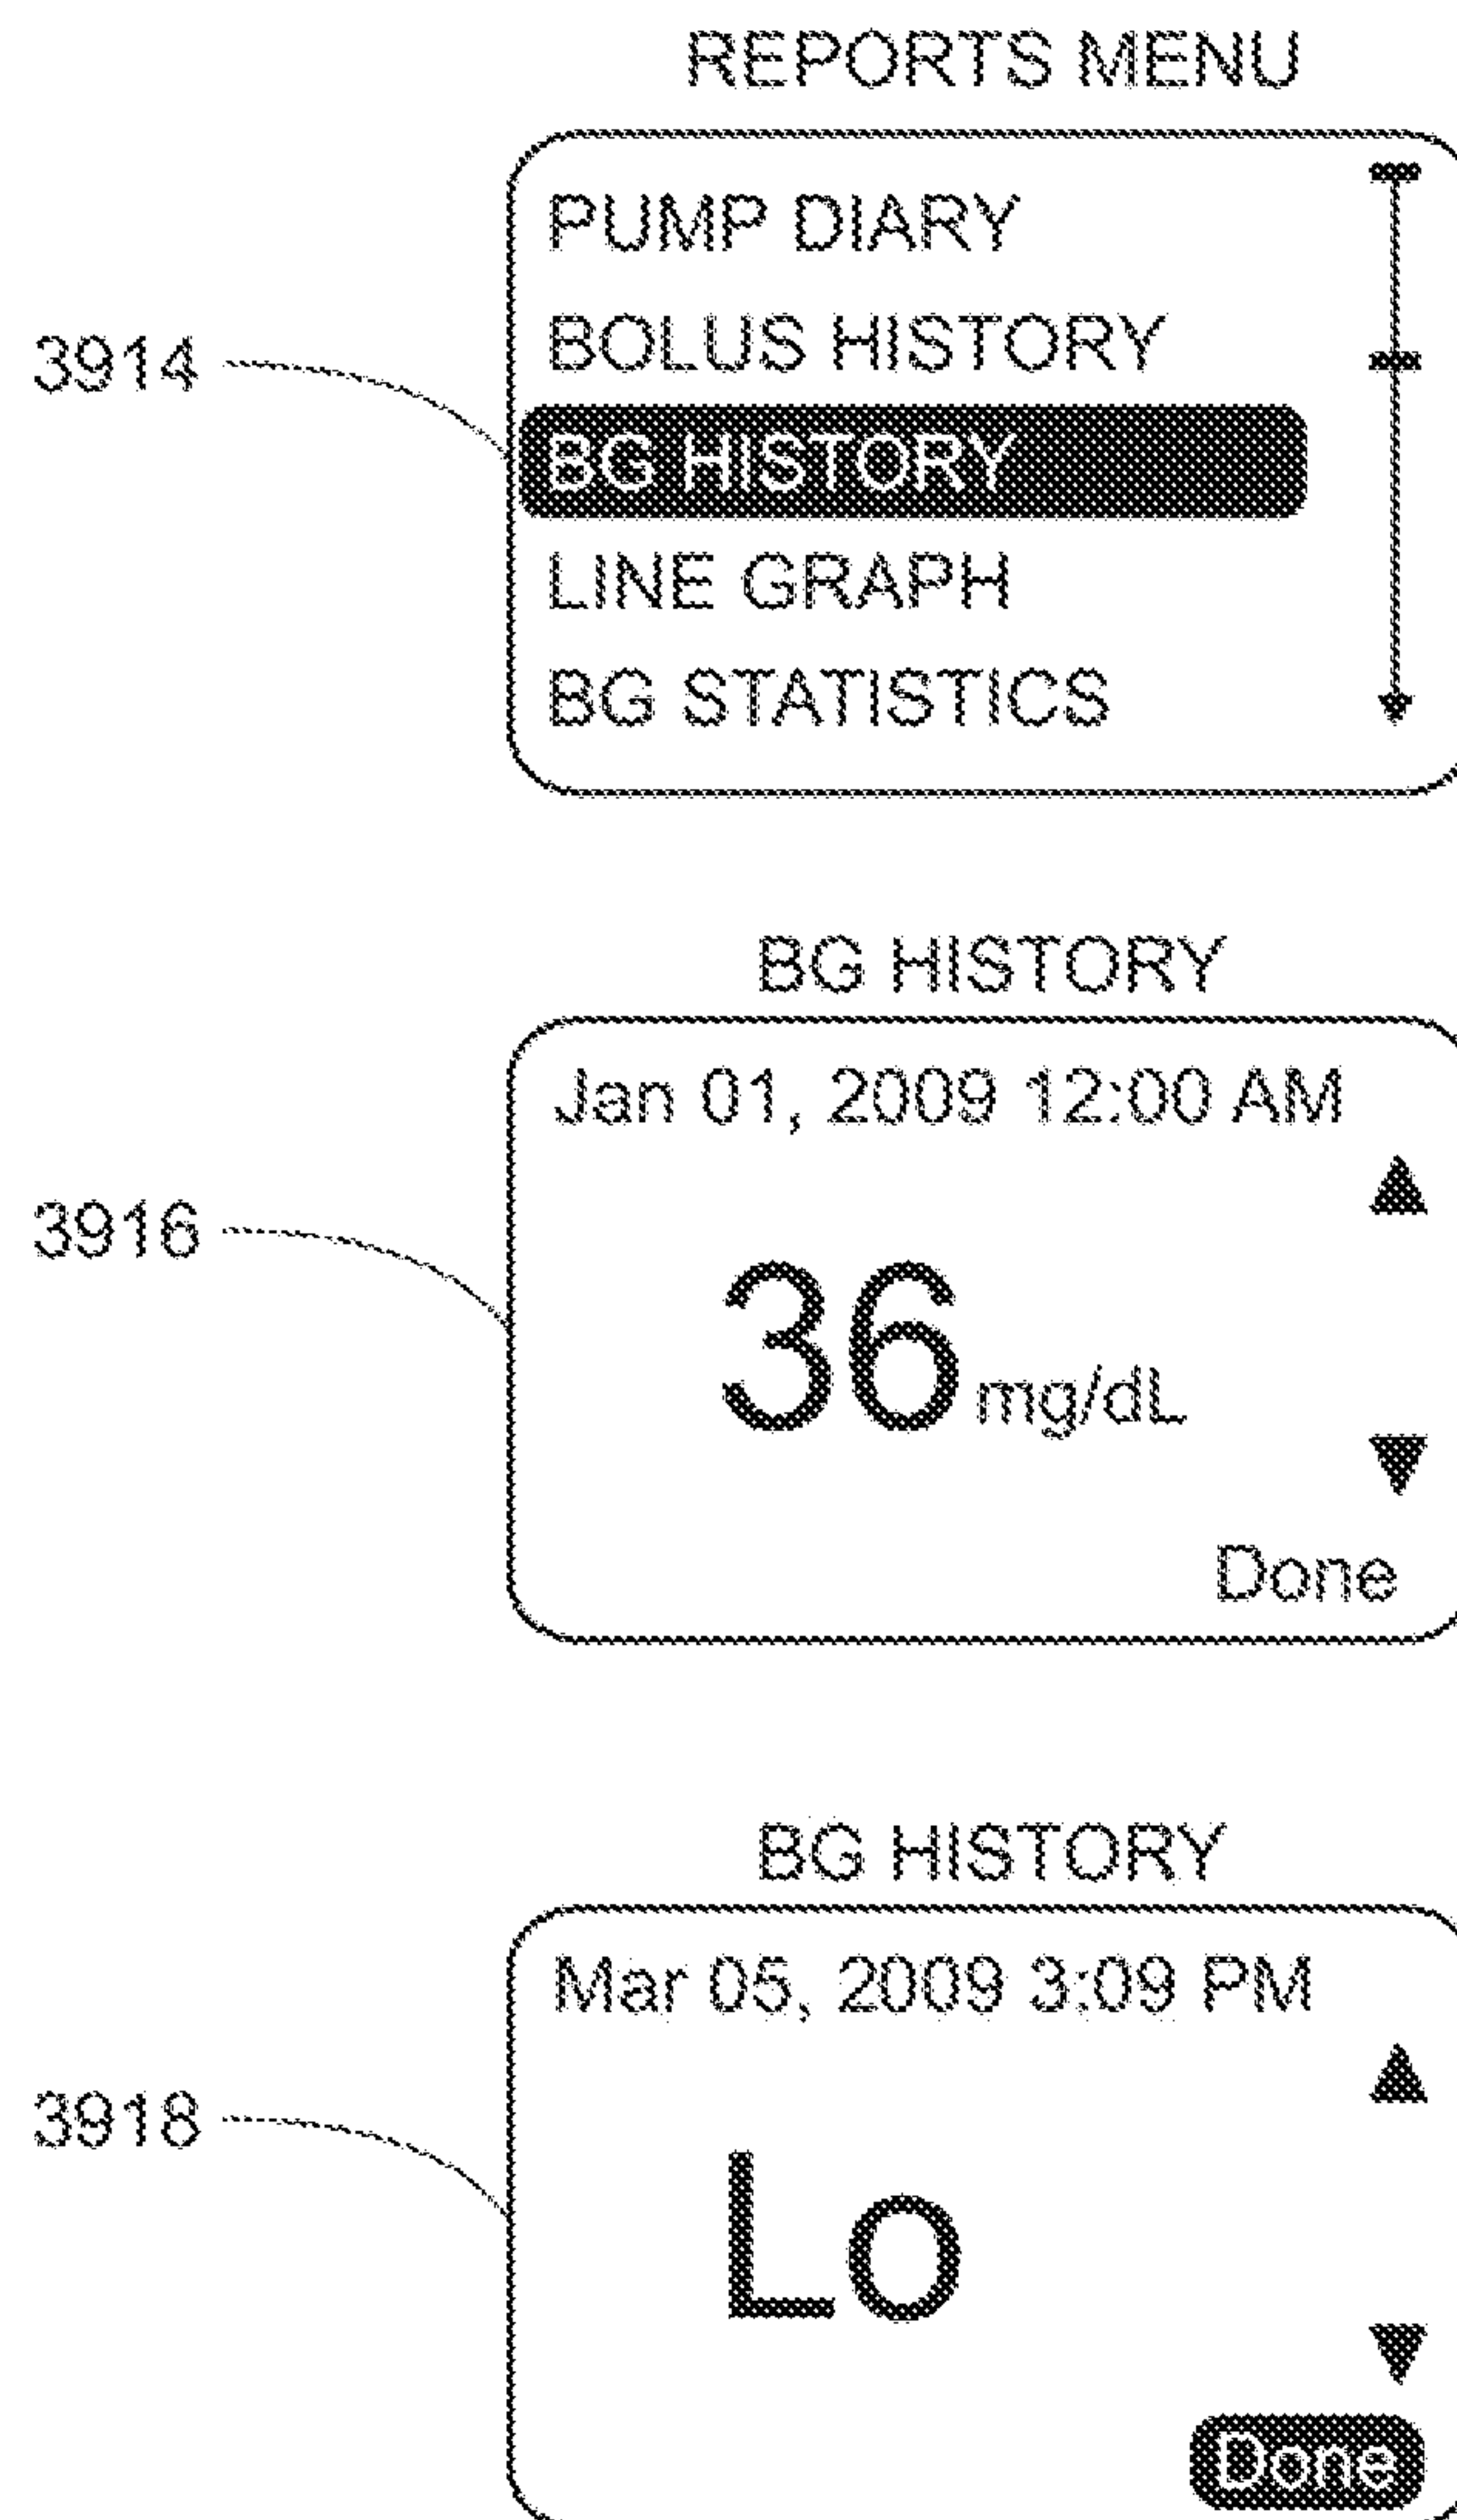 REPORTS MENU
PUMP DIARY
BOLUS HISTORY
3914
BG HISTORY
LINE GRAPH
BG STATISTICS
BG HISTORY
Jan 01, 2009 12:00 AM
3916
36 mg/dL
Done
BG HISTORY
Mar 05, 2009 3:09 PM
3918
Lo
Done